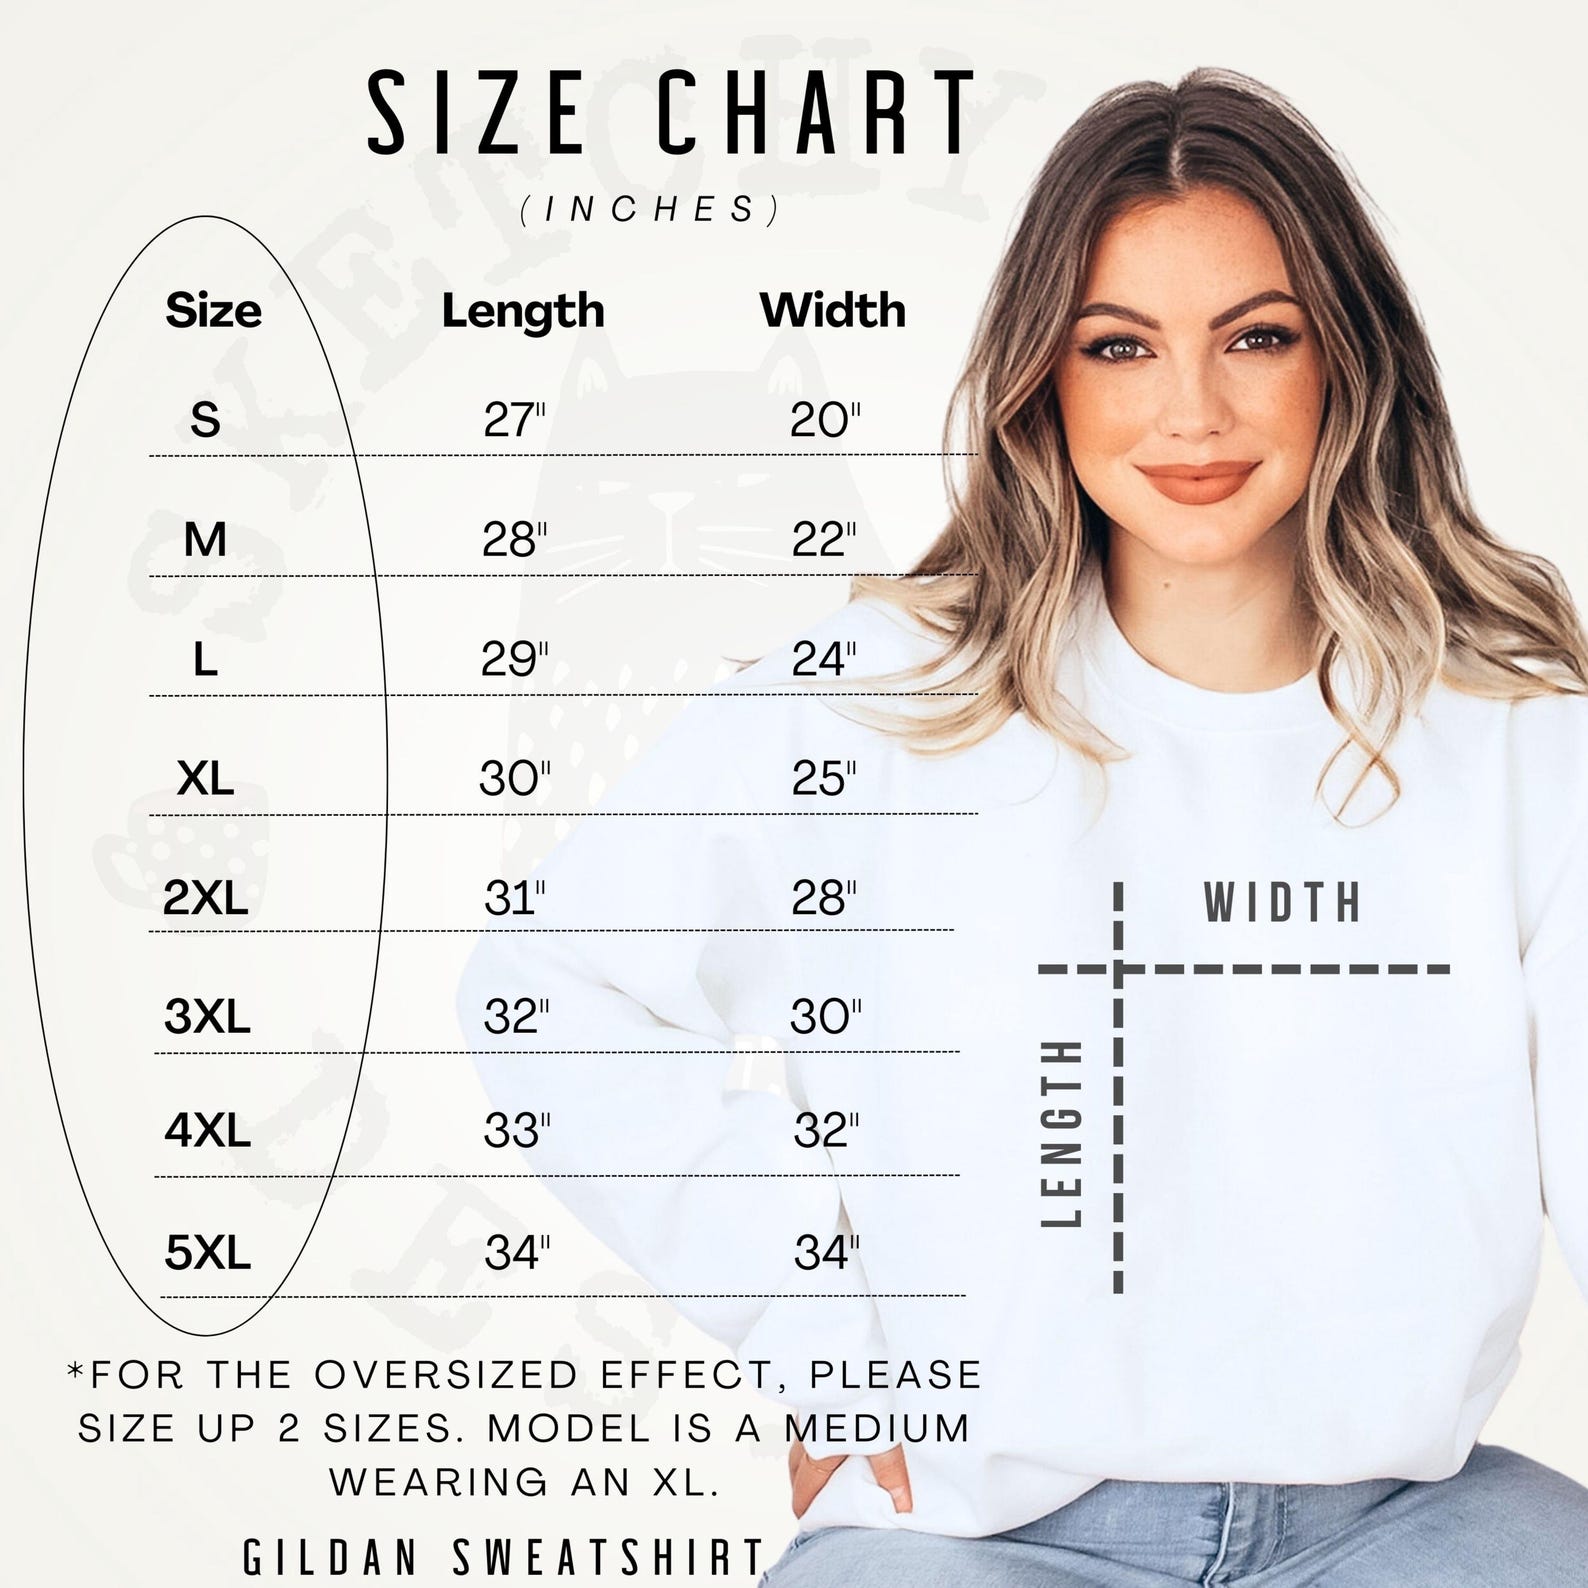 SIZE CHART
(INCHES)
Size Length Width
S 27" 20"
M 28" 22"
L 29" 24"
XL 30" 25"
2XL 31" 28"
3XL 32" 30"
4XL 33" 32"
5XL 34" 34"
WIDTH
LENGTH
*FOR THE OVERSIZED EFFECT, PLEASE
SIZE UP 2 SIZES. MODEL IS A MEDIUM
WEARING AN XL.
GILDAN SWEATSHIRT
SKETCHY